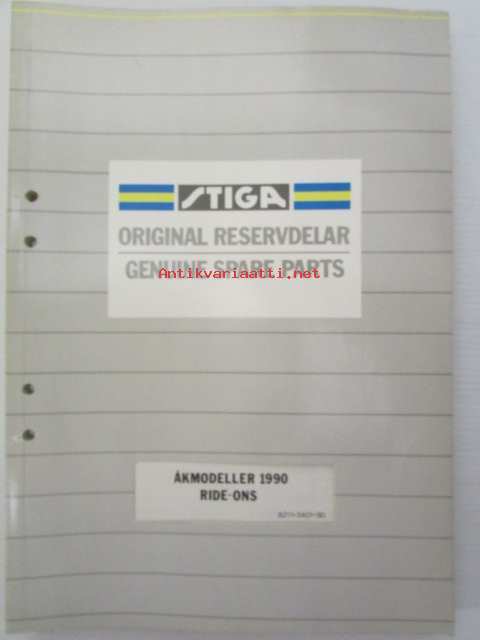 STIGA
ORIGINAL RESERVDELAR
GENUINE SPARE PARTS
Antikvariaatti.net
ÅKMODELLER 1990
RIDE-ONS